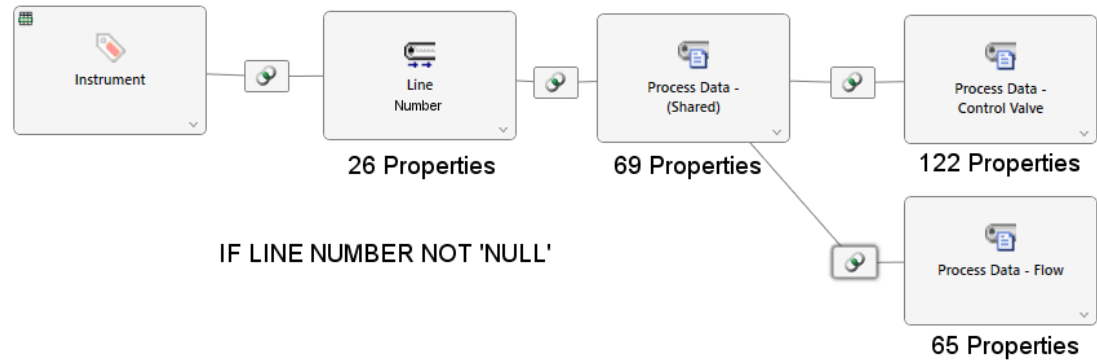 Instrument
Line
Number
Process Data -
(Shared)
Process Data -
Control Valve
26 Properties
69 Properties
122 Properties
IF LINE NUMBER NOT 'NULL'
Process Data - Flow
65 Properties